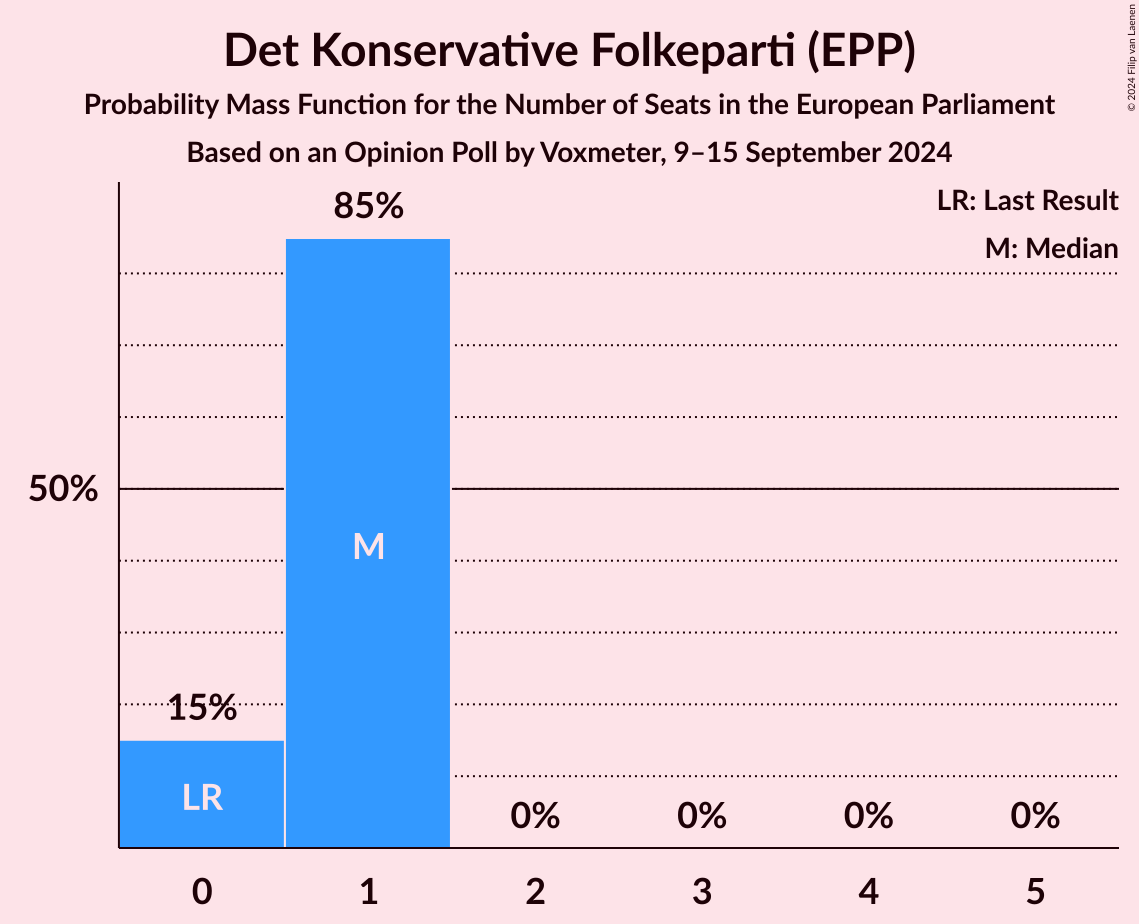 Det Konservative Folkeparti (EPP)
Probability Mass Function for the Number of Seats in the European Parliament
Based on an Opinion Poll by Voxmeter, 9–15 September 2024
© 2024 Filip van Laenen
LR: Last Result
M: Median
85%
50%
M
15%
LR
0% 0% 0% 0%
0 1 2 3 4 5